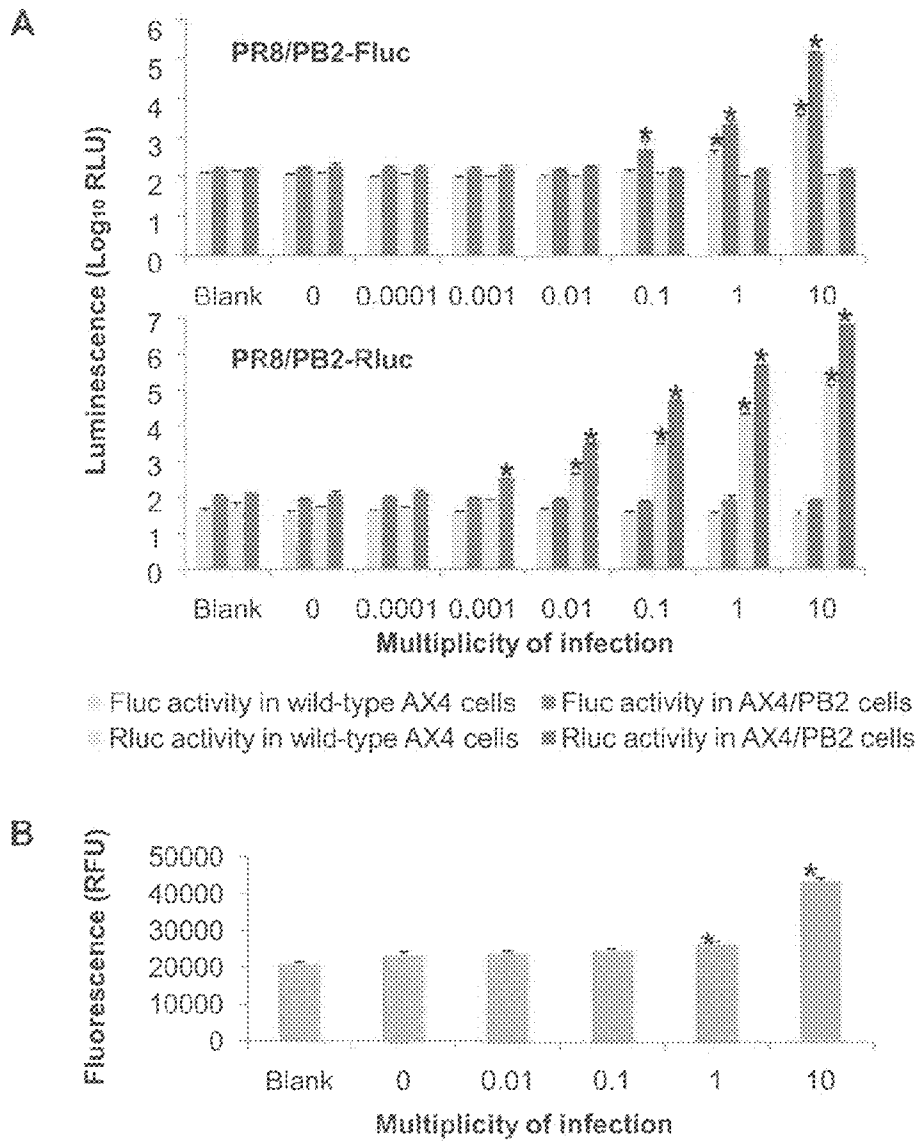 A
PR8/PB2-Fluc
Luminescence (Log₁₀ RLU)
6
5
4
3
2
1
0
Blank 0 0.0001 0.001 0.01 0.1 1 10
* * * * *
PR8/PB2-Rluc
7
6
5
4
3
2
1
0
* * * * * * * * *
Blank 0 0.0001 0.001 0.01 0.1 1 10
Multiplicity of infection
Fluc activity in wild-type AX4 cells Fluc activity in AX4/PB2 cells
Rluc activity in wild-type AX4 cells Rluc activity in AX4/PB2 cells
B
Fluorescence (RFU)
50000
40000
30000
20000
10000
0
* *
Blank 0 0.01 0.1 1 10
Multiplicity of infection